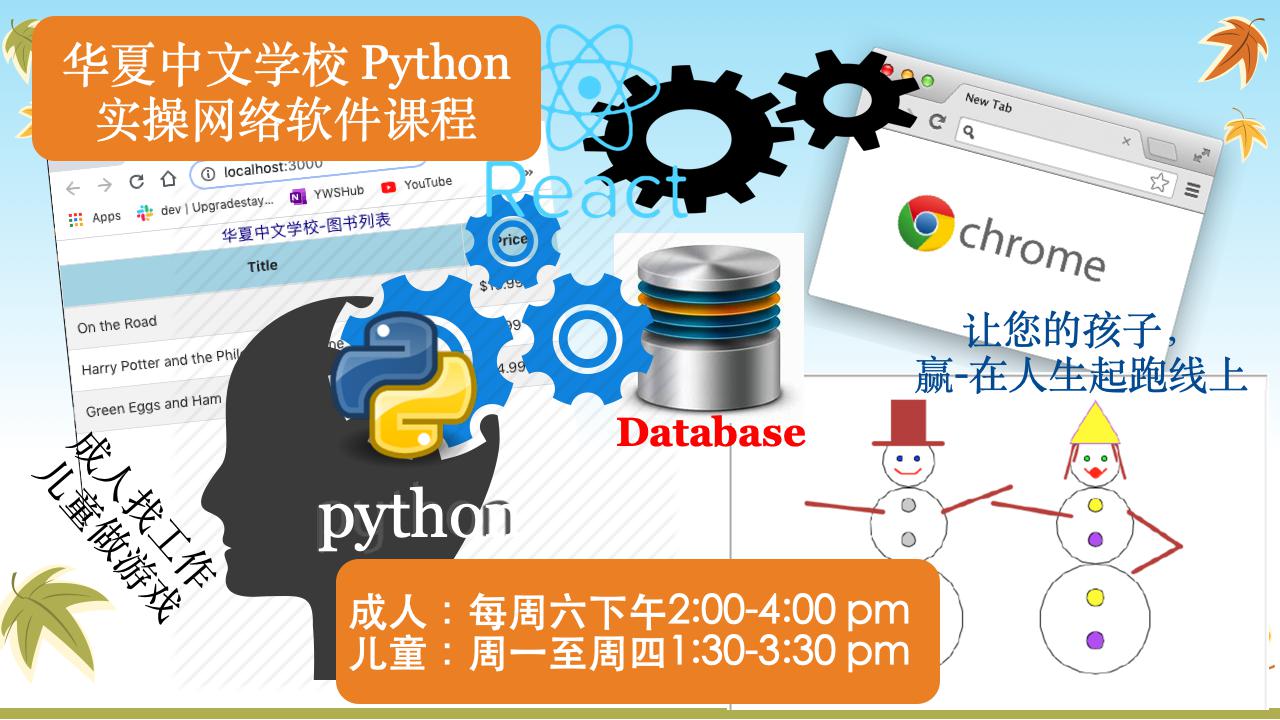 华夏中文学校 Python
实操网络软件课程
React
New Tab
localhost:3000
Apps
dev | Upgradestay...
YWSHub
YouTube
»
华夏中文学校-图书列表
Title
Price
On the Road
Harry Potter and the Phil
Green Eggs and Ham
chrome
让您的孩子,
赢-在人生起跑线上
Database
成人找工作
儿童做游戏
python
成人：每周六下午2:00-4:00 pm
儿童：周一至周四1:30-3:30 pm